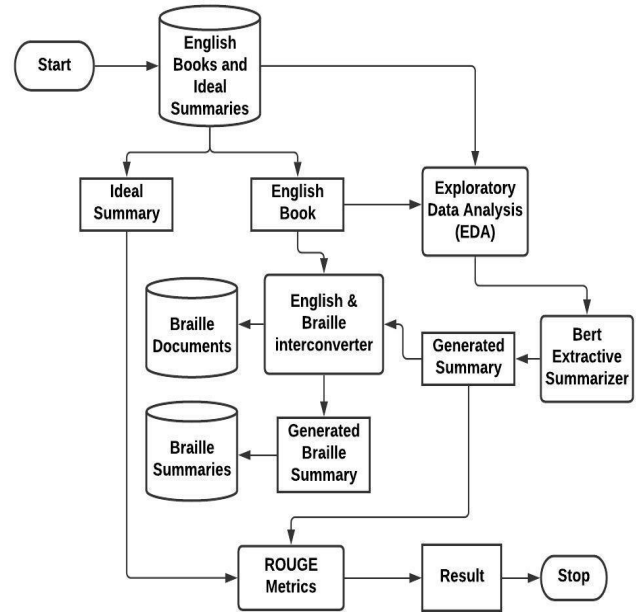 Start
English
Books and
Ideal
Summaries
Ideal
Summary
English
Book
Exploratory
Data Analysis
(EDA)
English &
Braille
interconverter
Braille
Documents
Generated
Summary
Bert
Extractive
Summarizer
Generated
Braille
Summary
Braille
Summaries
ROUGE
Metrics
Result
Stop